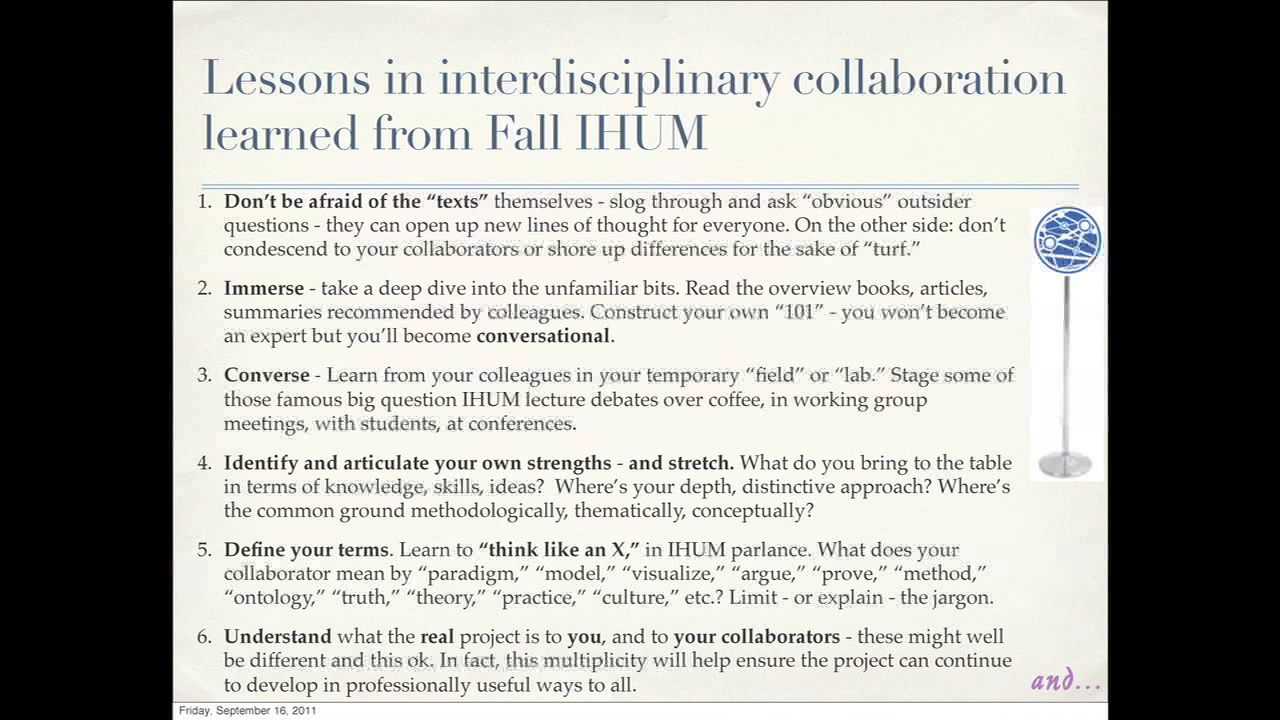 Lessons in interdisciplinary collaboration
learned from Fall IHUM
1. Don't be afraid of the “texts” themselves - slog through and ask “obvious” outsider
questions - they can open up new lines of thought for everyone. On the other side: don't
condescend to your collaborators or shore up differences for the sake of “turf.”
2. Immerse - take a deep dive into the unfamiliar bits. Read the overview books, articles,
summaries recommended by colleagues. Construct your own “101” - you won't become
an expert but you'll become conversational.
3. Converse - Learn from your colleagues in your temporary “field” or “lab.” Stage some of
those famous big question IHUM lecture debates over coffee, in working group
meetings, with students, at conferences.
4. Identify and articulate your own strengths - and stretch. What do you bring to the table
in terms of knowledge, skills, ideas? Where's your depth, distinctive approach? Where's
the common ground methodologically, thematically, conceptually?
5. Define your terms. Learn to “think like an X,” in IHUM parlance. What does your
collaborator mean by “paradigm,” “model,” “visualize,” “argue,” “prove,” “method,”
“ontology,” “truth,” “theory,” “practice,” “culture,” etc.? Limit - or explain - the jargon.
6. Understand what the real project is to you, and to your collaborators - these might well
be different and this ok. In fact, this multiplicity will help ensure the project can continue
to develop in professionally useful ways to all.
and...
Friday, September 16, 2011